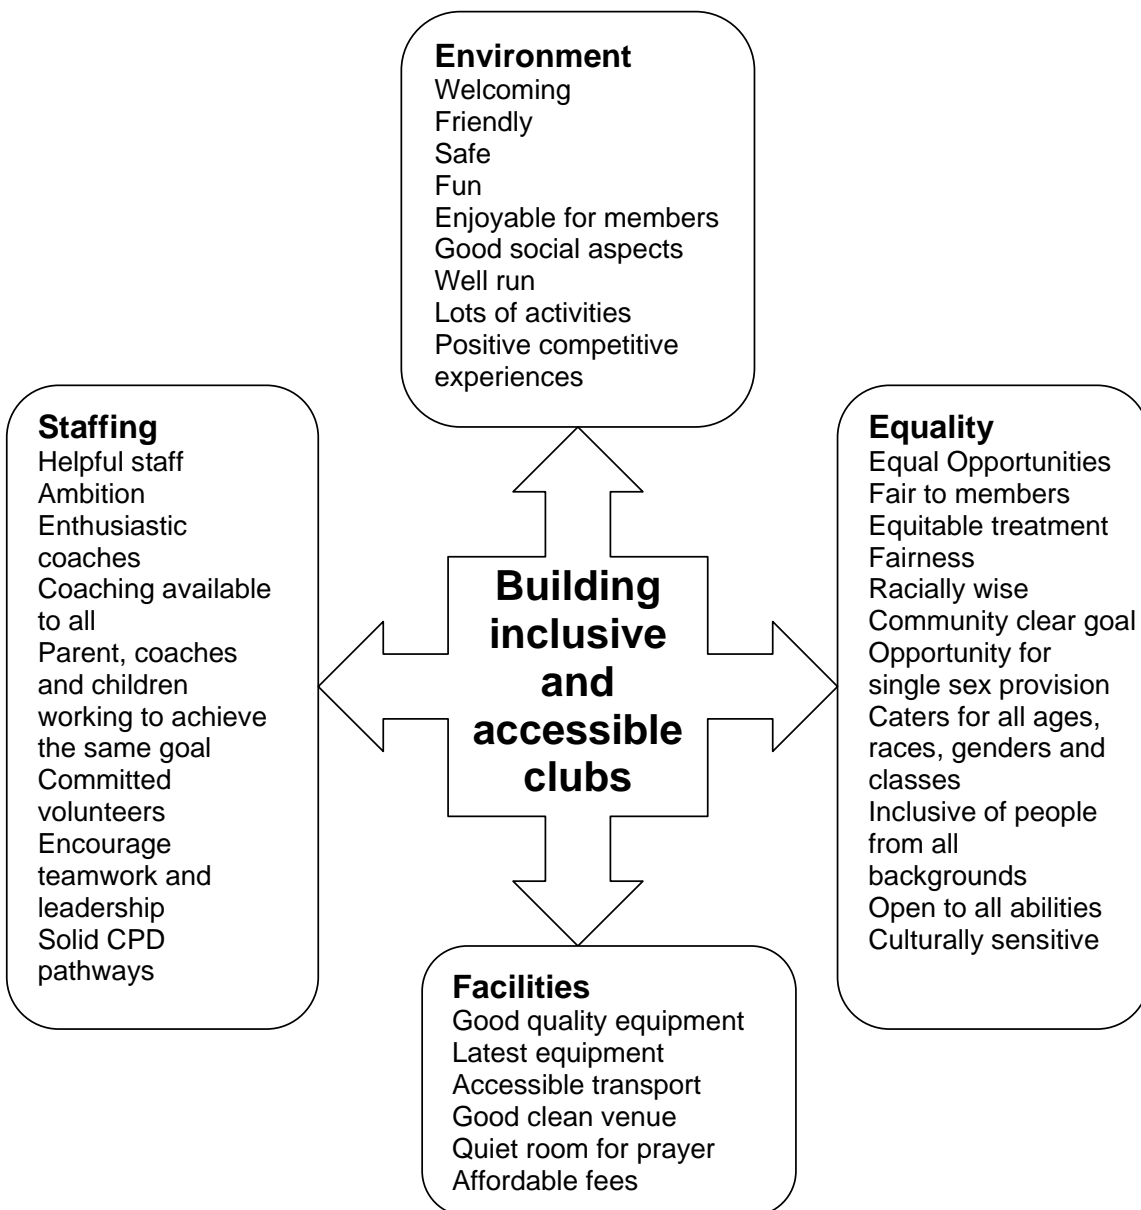 Environment
Welcoming
Friendly
Safe
Fun
Enjoyable for members
Good social aspects
Well run
Lots of activities
Positive competitive
experiences
Staffing
Helpful staff
Ambition
Enthusiastic
coaches
Coaching available
to all
Parent, coaches
and children
working to achieve
the same goal
Committed
volunteers
Encourage
teamwork and
leadership
Solid CPD
pathways
Building
inclusive
and
accessible
clubs
Equality
Equal Opportunities
Fair to members
Equitable treatment
Fairness
Racially wise
Community clear goal
Opportunity for
single sex provision
Caters for all ages,
races, genders and
classes
Inclusive of people
from all
backgrounds
Open to all abilities
Culturally sensitive
Facilities
Good quality equipment
Latest equipment
Accessible transport
Good clean venue
Quiet room for prayer
Affordable fees